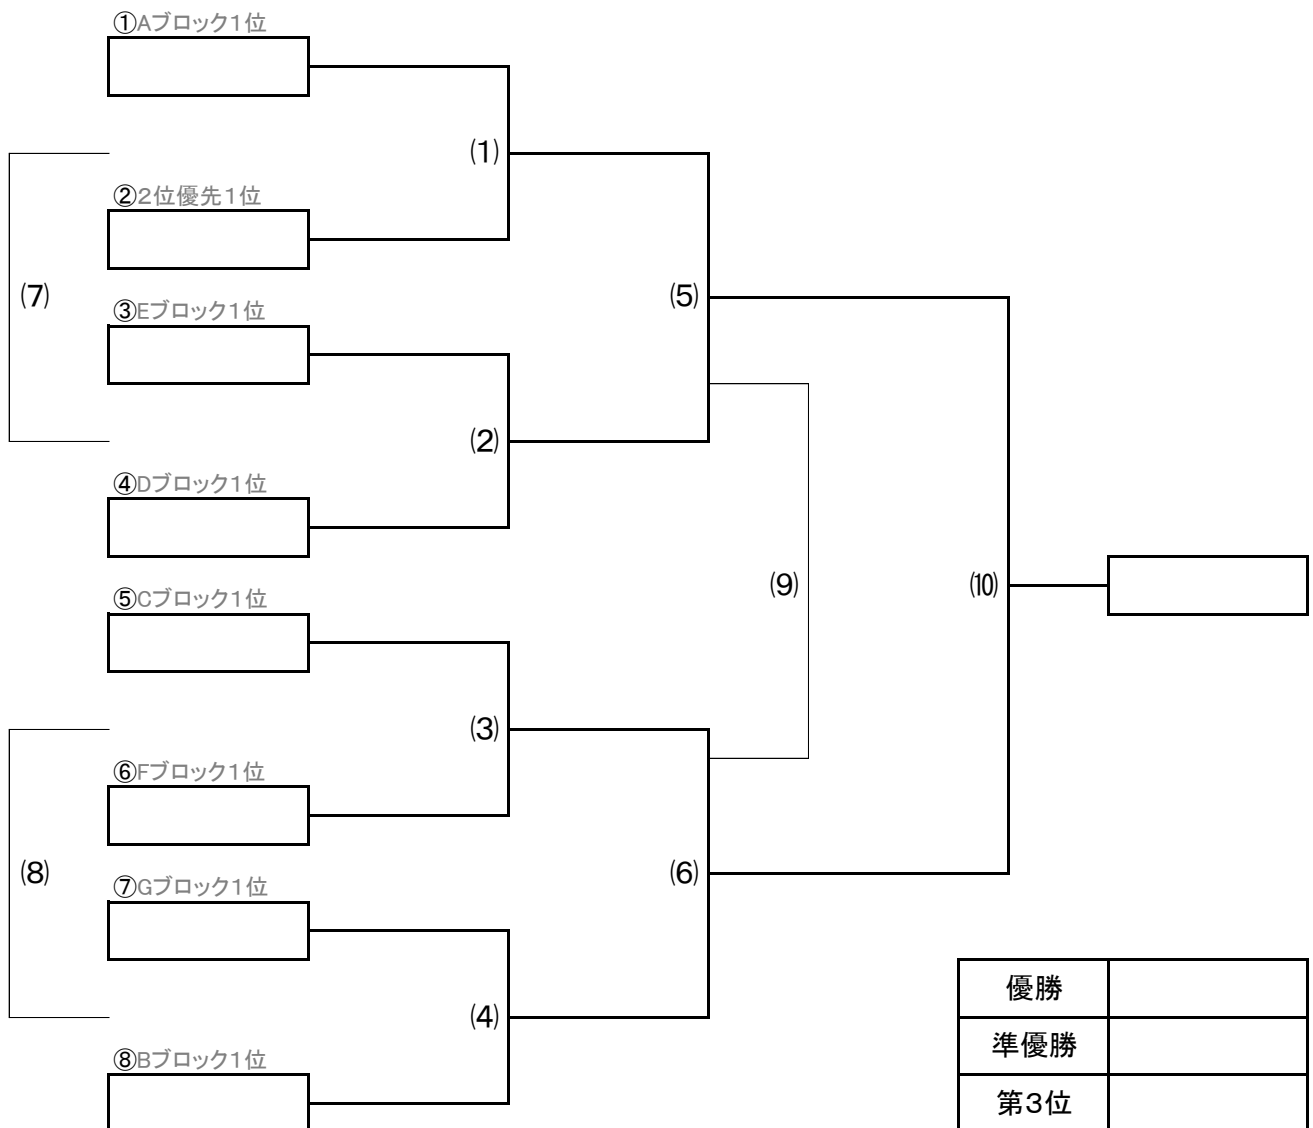 ①Aブロック1位
⑴
②2位優先1位
⑺
⑸
③Eブロック1位
⑵
④Dブロック1位
⑼
⑽
⑤Cブロック1位
⑶
⑥Fブロック1位
⑻
⑹
⑦Gブロック1位
優勝
⑷
準優勝
⑧Bブロック1位
第3位